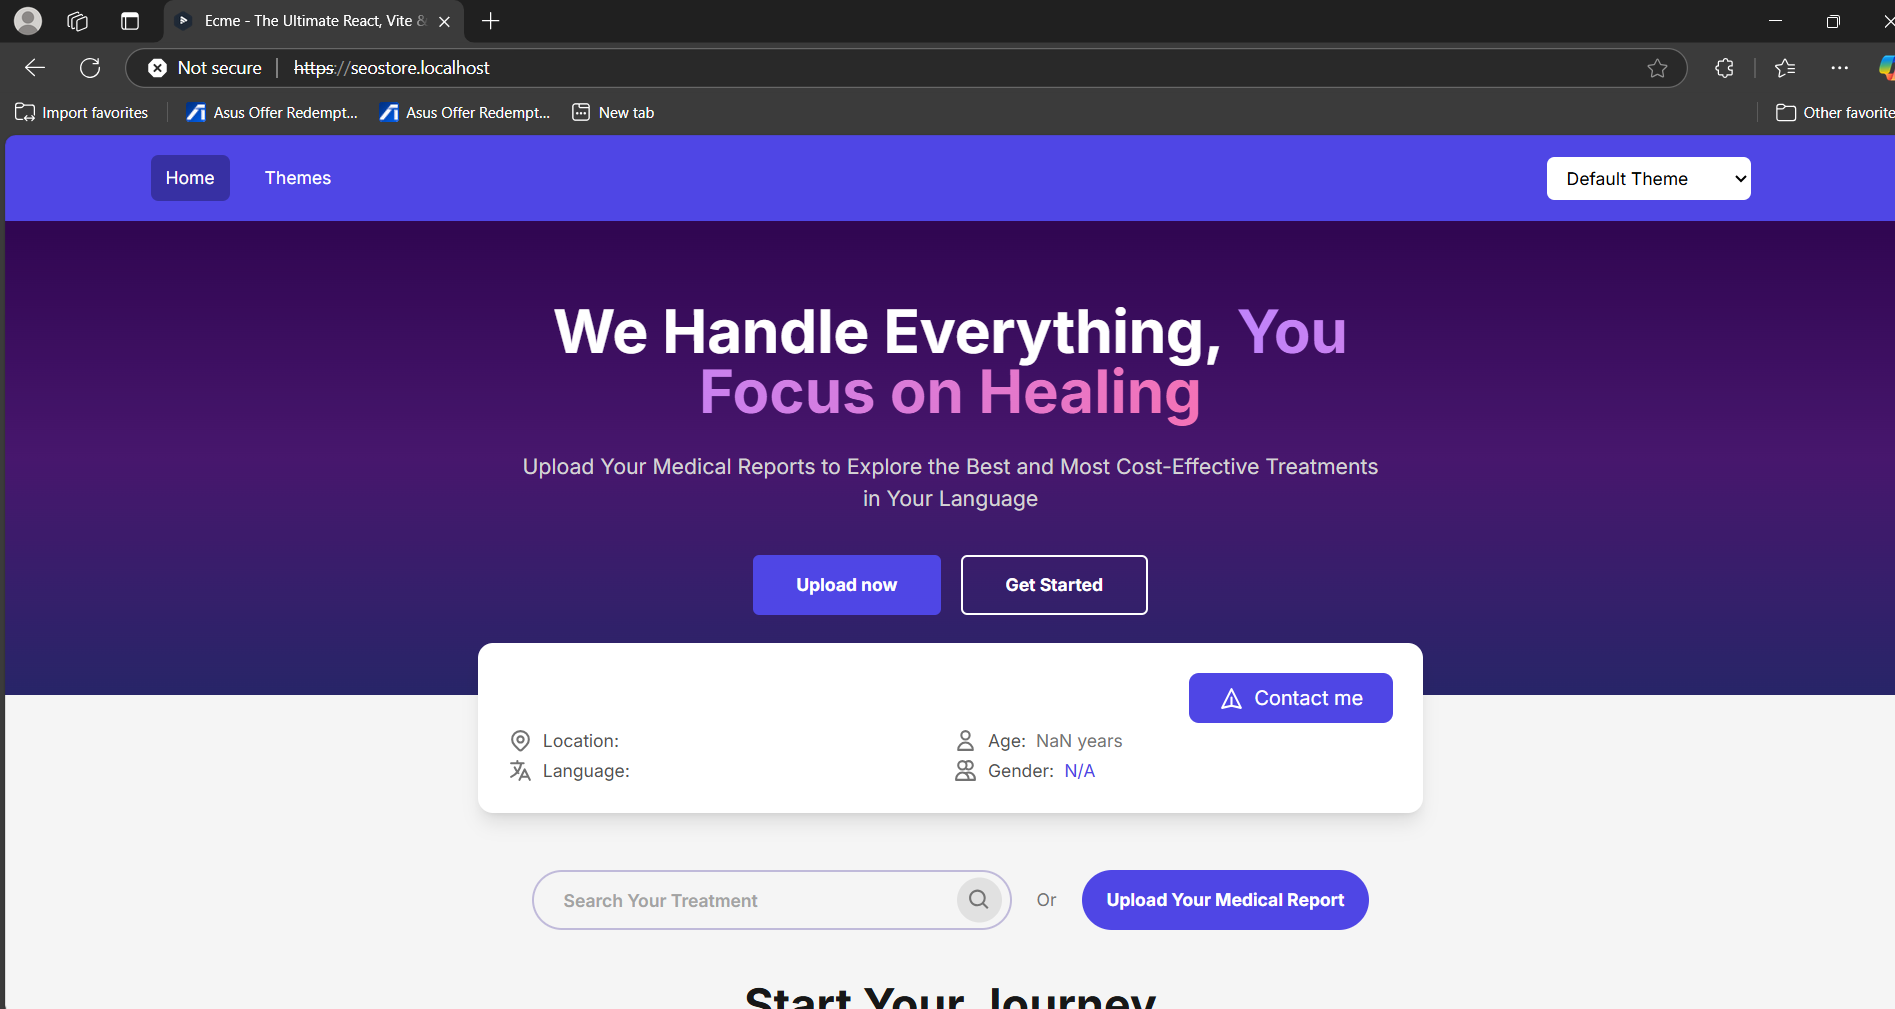 Ecme - The Ultimate React, Vite &
Not secure https://seostore.localhost
Import favorites Asus Offer Redempt... Asus Offer Redempt... New tab Other favorite
Home Themes Default Theme
We Handle Everything, You
Focus on Healing
Upload Your Medical Reports to Explore the Best and Most Cost-Effective Treatments
in Your Language
Upload now Get Started
Contact me
Location: Age: NaN years
Language: Gender: N/A
Search Your Treatment Or Upload Your Medical Report
Start Your Journey